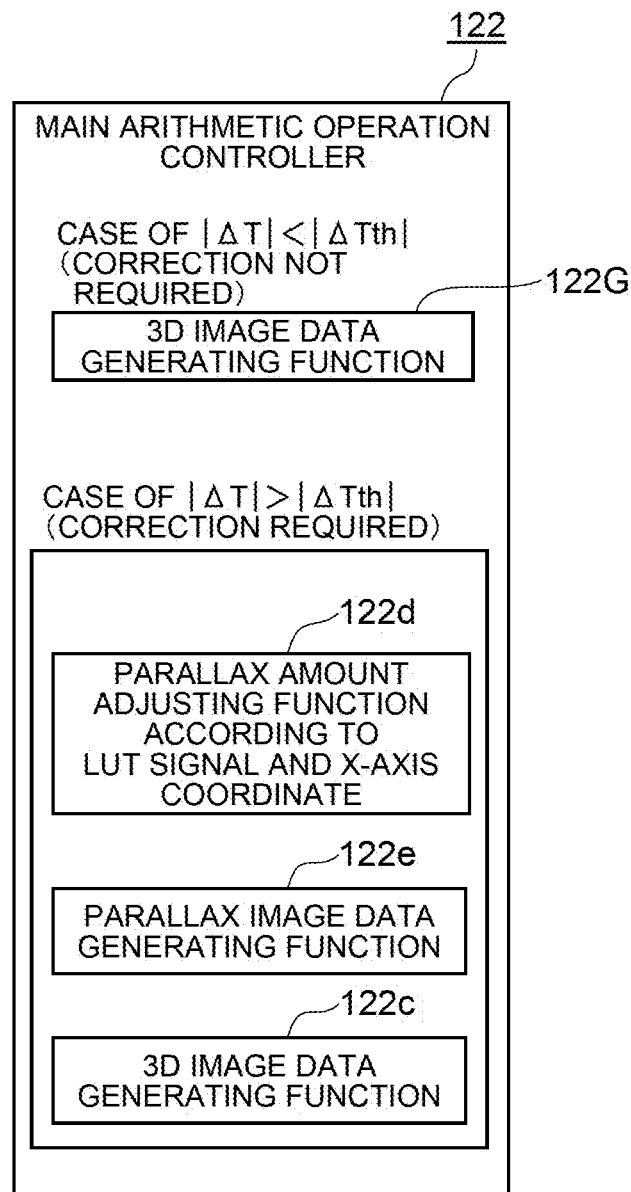 122
MAIN ARITHMETIC OPERATION
CONTROLLER
CASE OF |ΔT|<|ΔTth|
(CORRECTION NOT
REQUIRED)
122G
3D IMAGE DATA
GENERATING FUNCTION
CASE OF |ΔT|>|ΔTth|
(CORRECTION REQUIRED)
122d
PARALLAX AMOUNT
ADJUSTING FUNCTION
ACCORDING TO
LUT SIGNAL AND X-AXIS
COORDINATE
122e
PARALLAX IMAGE DATA
GENERATING FUNCTION
122c
3D IMAGE DATA
GENERATING FUNCTION